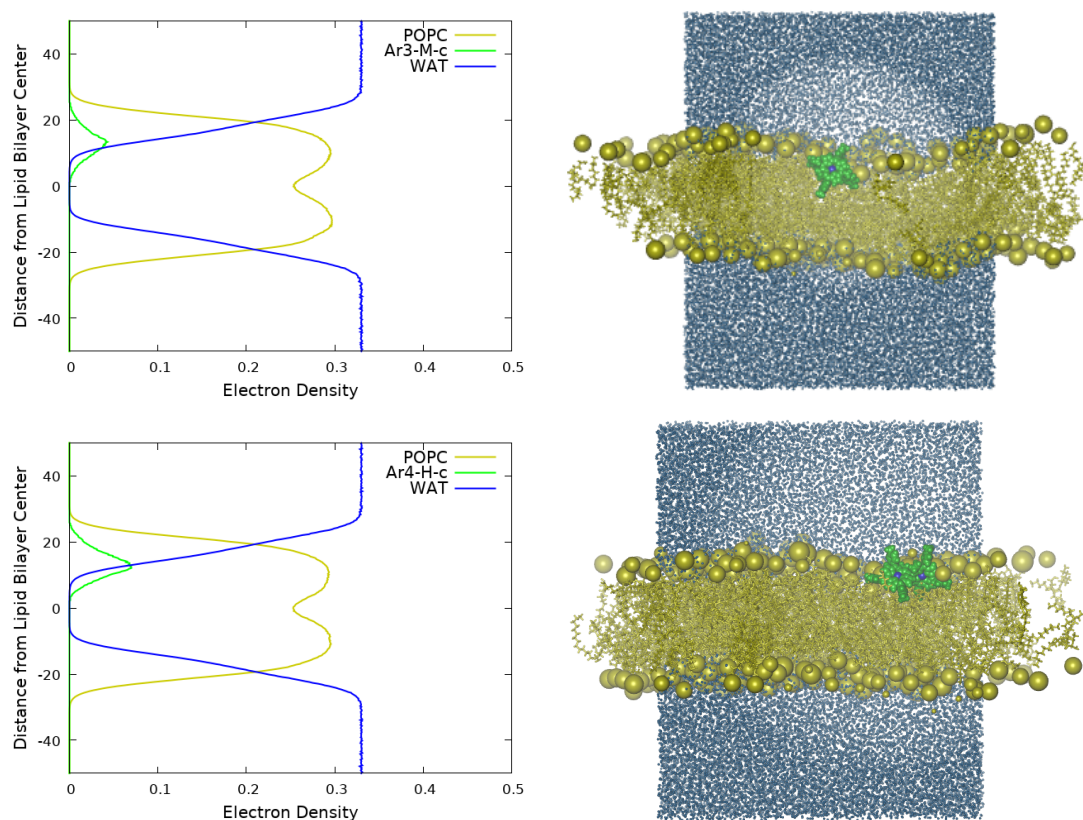 POPC
Ar3-M-c
WAT
40
20
0
-20
-40
Distance from Lipid Bilayer Center
0 0.1 0.2 0.3 0.4 0.5
Electron Density
POPC
Ar4-H-c
WAT
40
20
0
-20
-40
Distance from Lipid Bilayer Center
0 0.1 0.2 0.3 0.4 0.5
Electron Density